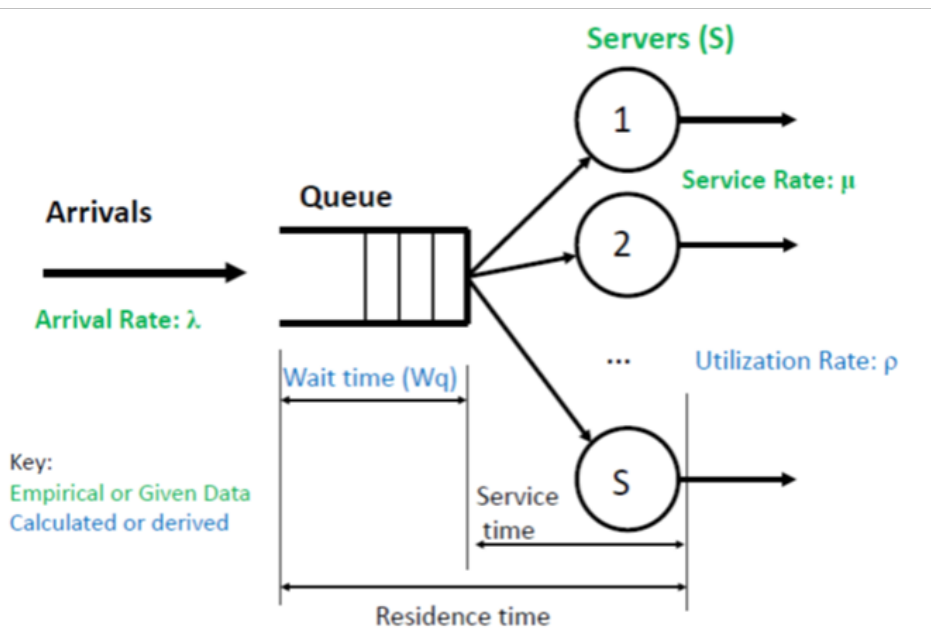 Servers (S)
1
Service Rate: μ
Queue
Arrivals
2
Arrival Rate: λ
...
Utilization Rate: ρ
Wait time (Wq)
Key:
Empirical or Given Data
Calculated or derived
S
Service
time
Residence time